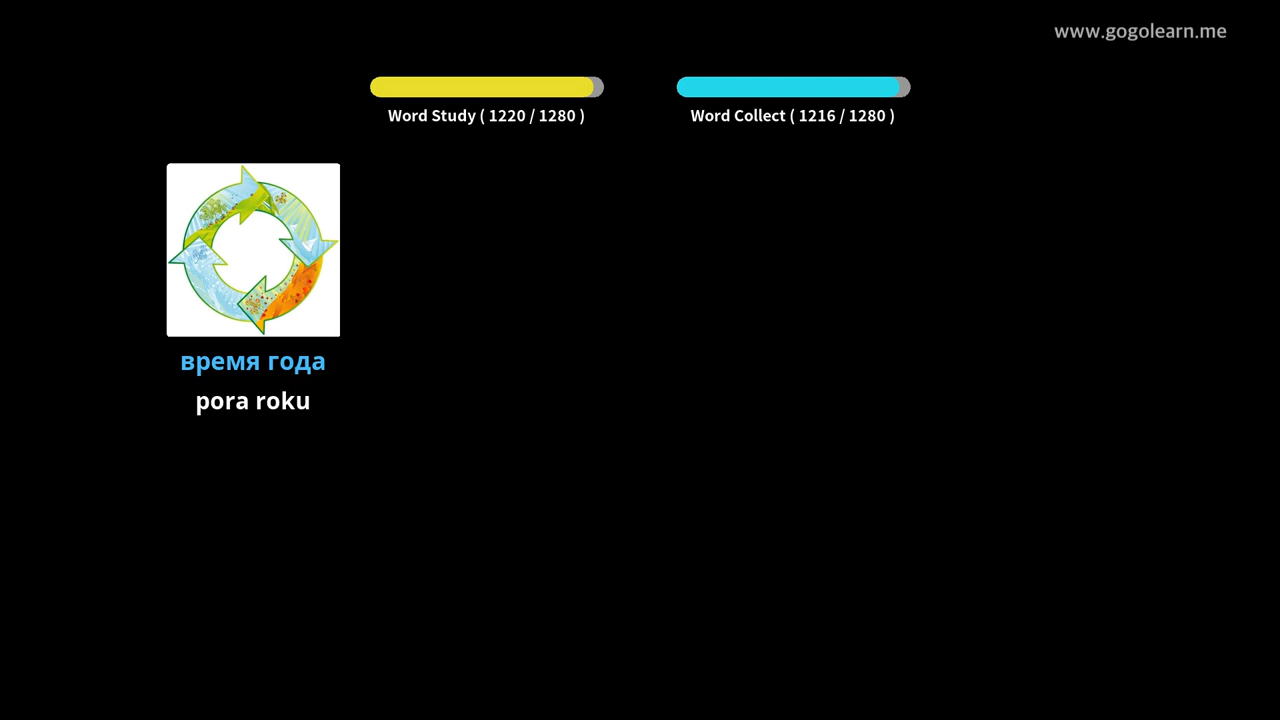 www.gogolearn.me
Word Study ( 1220 / 1280 )
Word Collect ( 1216 / 1280 )
время года
pora roku